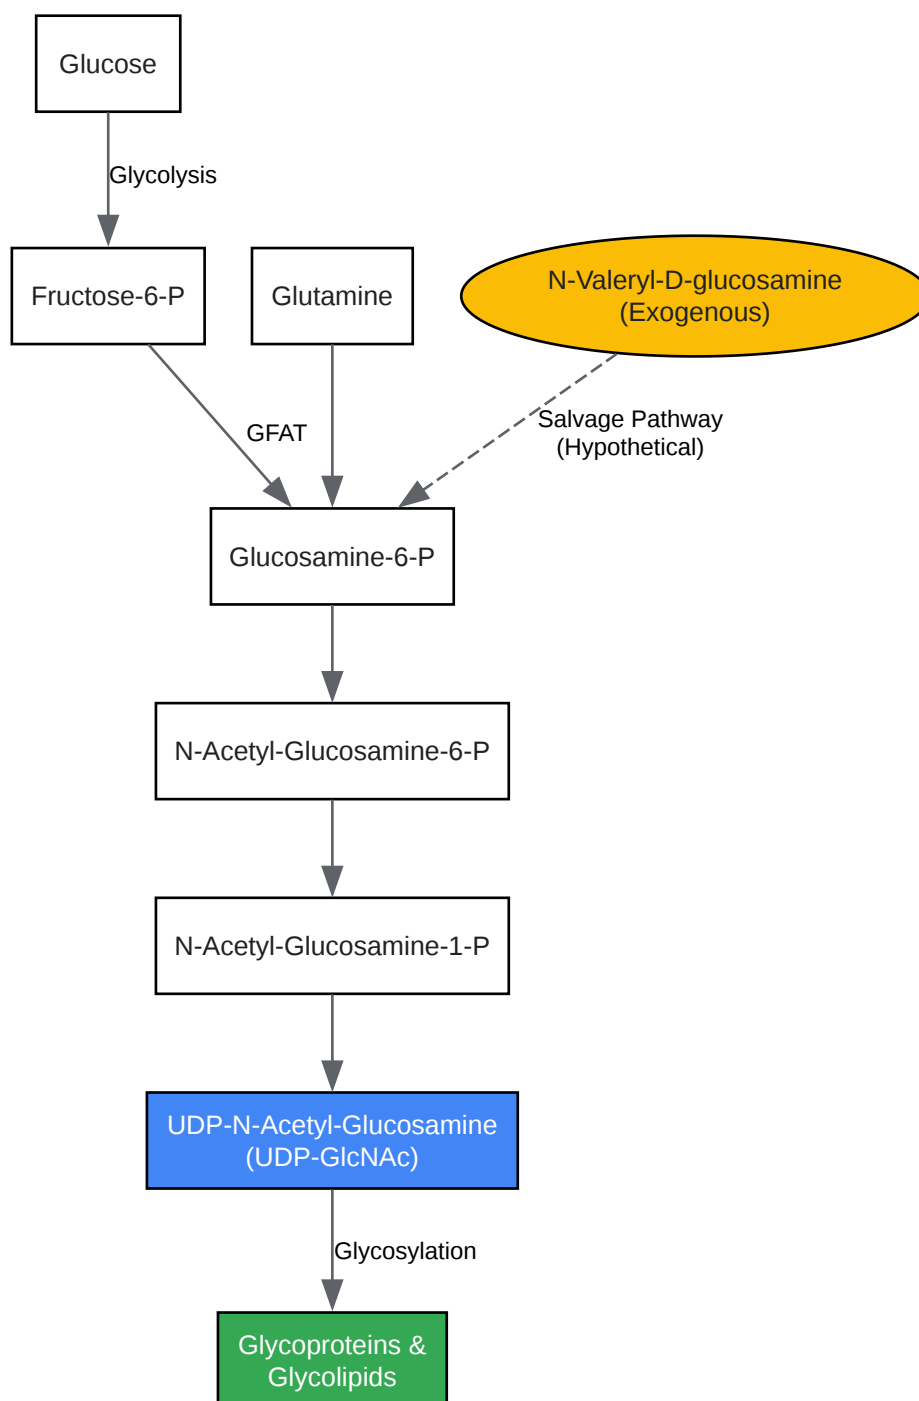 Glucose
Glycolysis
Fructose-6-P
Glutamine
N-Valeryl-D-glucosamine
(Exogenous)
GFAT
Salvage Pathway
(Hypothetical)
Glucosamine-6-P
N-Acetyl-Glucosamine-6-P
N-Acetyl-Glucosamine-1-P
UDP-N-Acetyl-Glucosamine
(UDP-GlcNAc)
Glycosylation
Glycoproteins &
Glycolipids